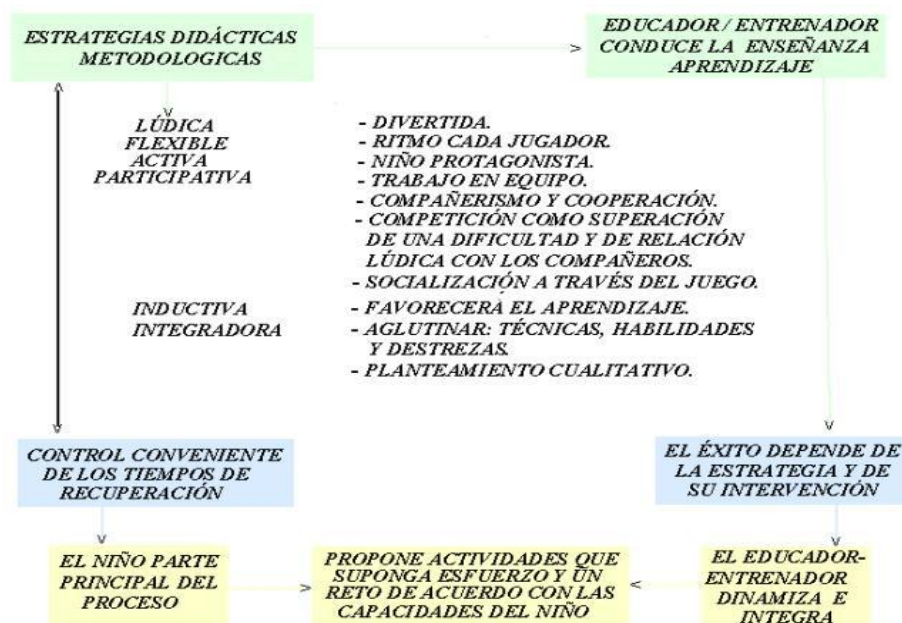 ESTRATEGIAS DIDÁCTICAS
METODOLOGICAS
EDUCADOR / ENTRENADOR
CONDUCE LA ENSEÑANZA
APRENDIZAJE
LÚDICA
FLEXIBLE
ACTIVA
PARTICIPATIVA
- DIVERTIDA.
- RITMO CADA JUGADOR.
- NIÑO PROTAGONISTA.
- TRABAJO EN EQUIPO.
- COMPAÑERISMO Y COOPERACIÓN.
- COMPETICIÓN COMO SUPERACIÓN
DE UNA DIFICULTAD Y DE RELACIÓN
LÚDICA CON LOS COMPAÑEROS.
- SOCIALIZACIÓN A TRAVÉS DEL JUEGO.
INDUCTIVA
INTEGRADORA
- FAVORECERÁ EL APRENDIZAJE.
- AGLUTINAR: TÉCNICAS, HABILIDADES
Y DESTREZAS.
- PLANTEAMIENTO CUALITATIVO.
CONTROL CONVENIENTE
DE LOS TIEMPOS DE
RECUPERACIÓN
EL ÉXITO DEPENDE DE
LA ESTRATEGIA Y DE
SU INTERVENCIÓN
EL NIÑO PARTE
PRINCIPAL DEL
PROCESO
PROPONE ACTIVIDADES QUE
SUPONGA ESFUERZO Y UN
RETO DE ACUERDO CON LAS
CAPACIDADES DEL NIÑO
EL EDUCADOR-
ENTRENADOR
DINAMIZA E
INTEGRA